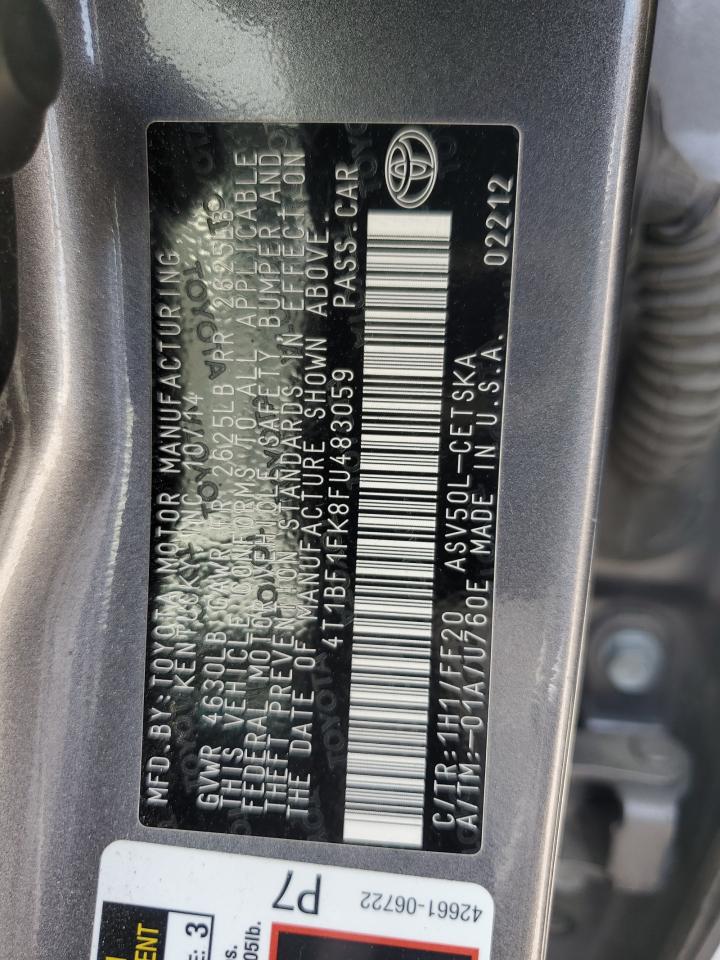 MFD.BY:TOYOTA MOTOR MANUFACTURING
KENTUCKY,INC. 10/14
GVWR 4630LB GAWR FR 2625LB RR 2625LB
THIS VEHICLE CONFORMS TO ALL APPLICABLE
FEDERAL MOTOR VEHICLE SAFETY, BUMPER AND
THEFT PREVENTION STANDARDS IN EFFECT ON
THE DATE OF MANUFACTURE SHOWN ABOVE.
4T1BF1FK8FU483059 PASS.CAR
C/TR:1H1/FF20 ASV50L-CETSKA
A/TM:-01A/U760E MADE IN U.S.A. 02212
P7
42661-06722
3
05lb.